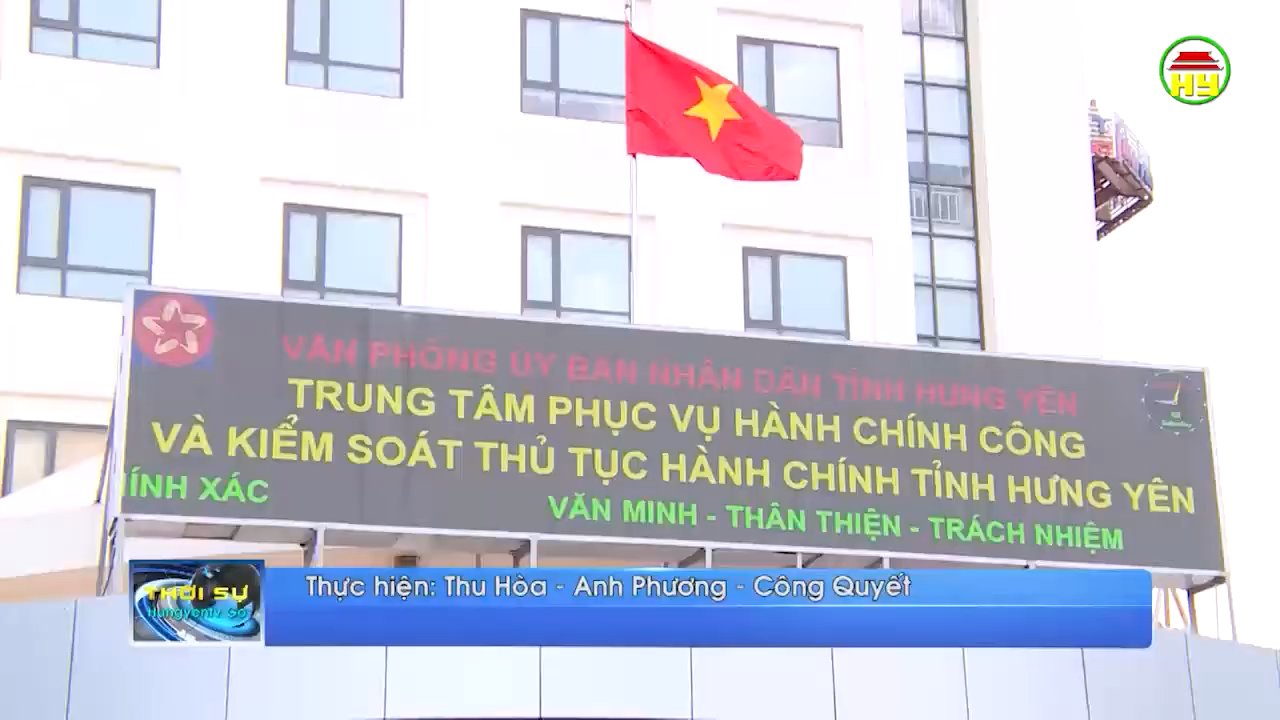 HY
VĂN PHÒNG ỦY BAN NHÂN DÂN TỈNH HƯNG YÊN
TRUNG TÂM PHỤC VỤ HÀNH CHÍNH CÔNG
VÀ KIỂM SOÁT THỦ TỤC HÀNH CHÍNH TỈNH HƯNG YÊN
ÍNH XÁC VĂN MINH - THÂN THIỆN - TRÁCH NHIỆM
THỜI SỰ
Thực hiện: Thu Hòa - Anh Phương - Công Quyết